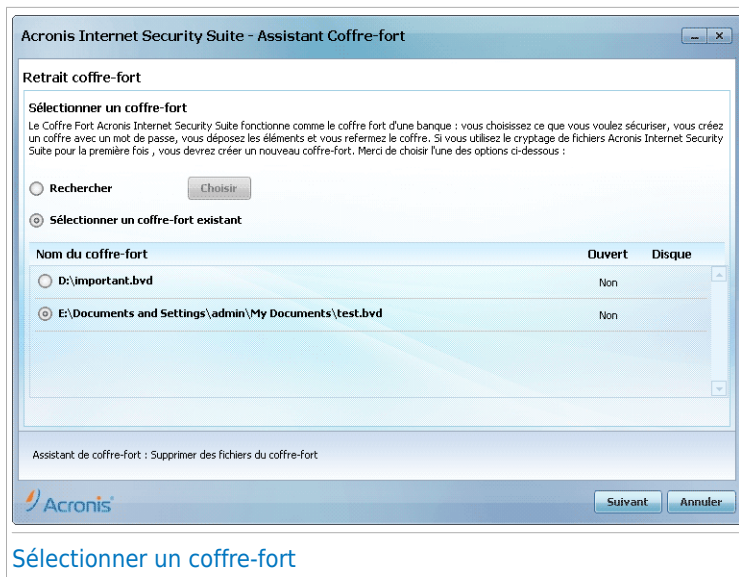 Acronis Internet Security Suite - Assistant Coffre-fort
Retrait coffre-fort
Sélectionner un coffre-fort
Le Coffre Fort Acronis Internet Security Suite fonctionne comme le coffre fort d'une banque : vous choisissez ce que vous voulez sécuriser, vous créez
un coffre avec un mot de passe, vous déposez les éléments et vous refermez le coffre. Si vous utilisez le cryptage de fichiers Acronis Internet Security
Suite pour la première fois , vous devrez créer un nouveau coffre-fort. Merci de choisir l'une des options ci-dessous :
Rechercher Choisir
Sélectionner un coffre-fort existant
Nom du coffre-fort Ouvert Disque
D:\important.bvd Non
E:\Documents and Settings\admin\My Documents\test.bvd Non
Assistant de coffre-fort : Supprimer des fichiers du coffre-fort
Acronis Suivant Annuler
Sélectionner un coffre-fort